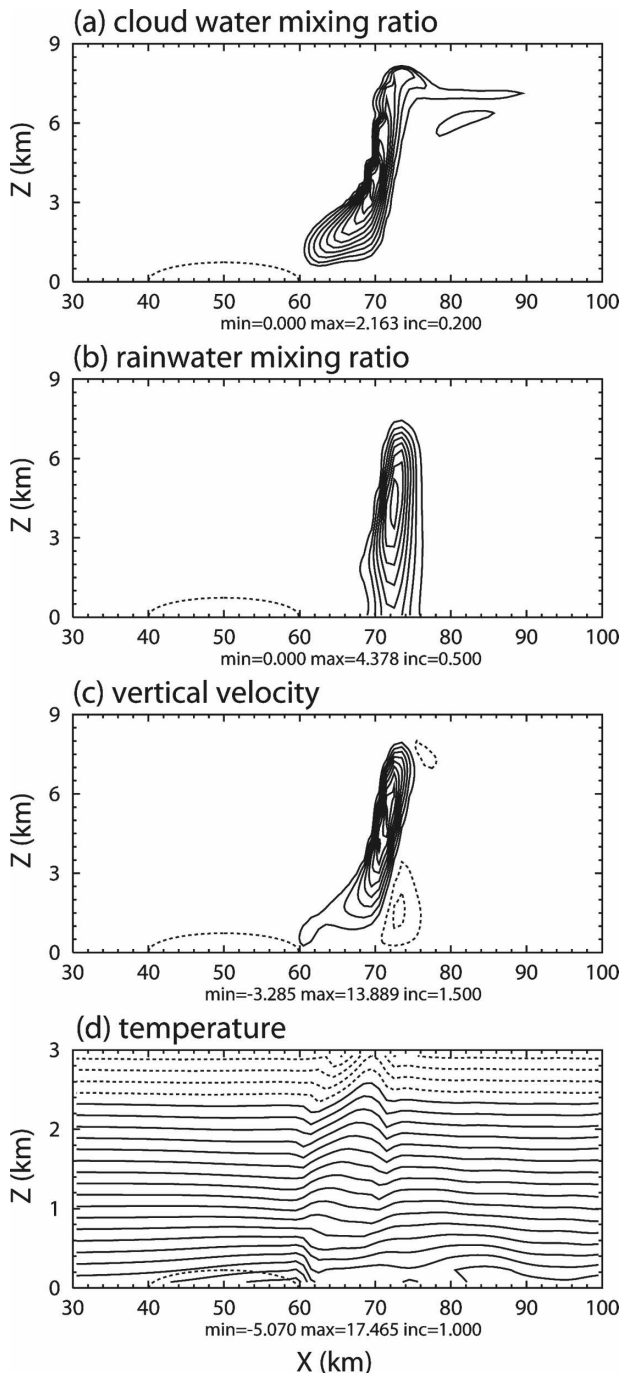 (a) cloud water mixing ratio
9
6
3
0
Z (km)
30 40 50 60 70 80 90 100
min=0.000 max=2.163 inc=0.200
(b) rainwater mixing ratio
9
6
3
0
Z (km)
30 40 50 60 70 80 90 100
min=0.000 max=4.378 inc=0.500
(c) vertical velocity
9
6
3
0
Z (km)
30 40 50 60 70 80 90 100
min=-3.285 max=13.889 inc=1.500
(d) temperature
3
2
1
0
Z (km)
30 40 50 60 70 80 90 100
min=-5.070 max=17.465 inc=1.000
X (km)